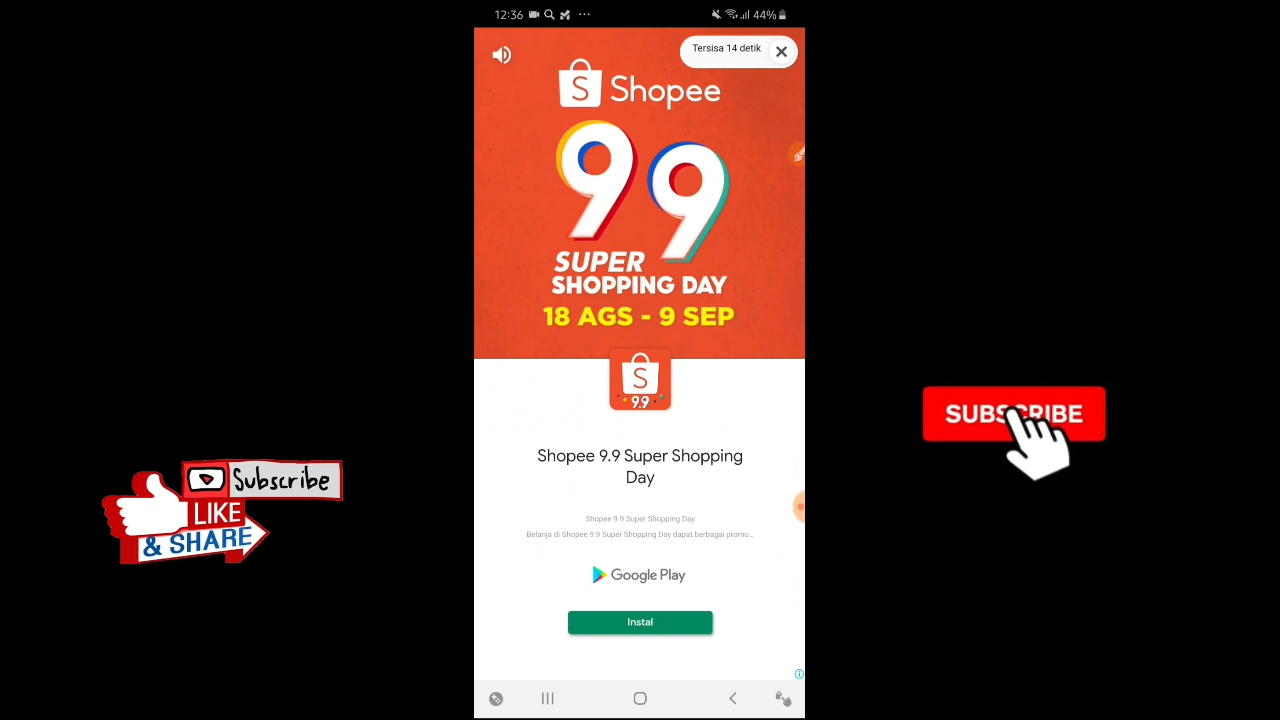 12:36
44%
Tersisa 14 detik
S Shopee
9 9
SUPER
SHOPPING DAY
18 AGS - 9 SEP
S
9.9
Shopee 9.9 Super Shopping
Day
Shopee 9.9 Super Shopping Day
Belanja di Shopee 9.9 Super Shopping Day dapat berbagai promo...
Google Play
Instal
Subscribe
LIKE
& SHARE
SUBSCRIBE